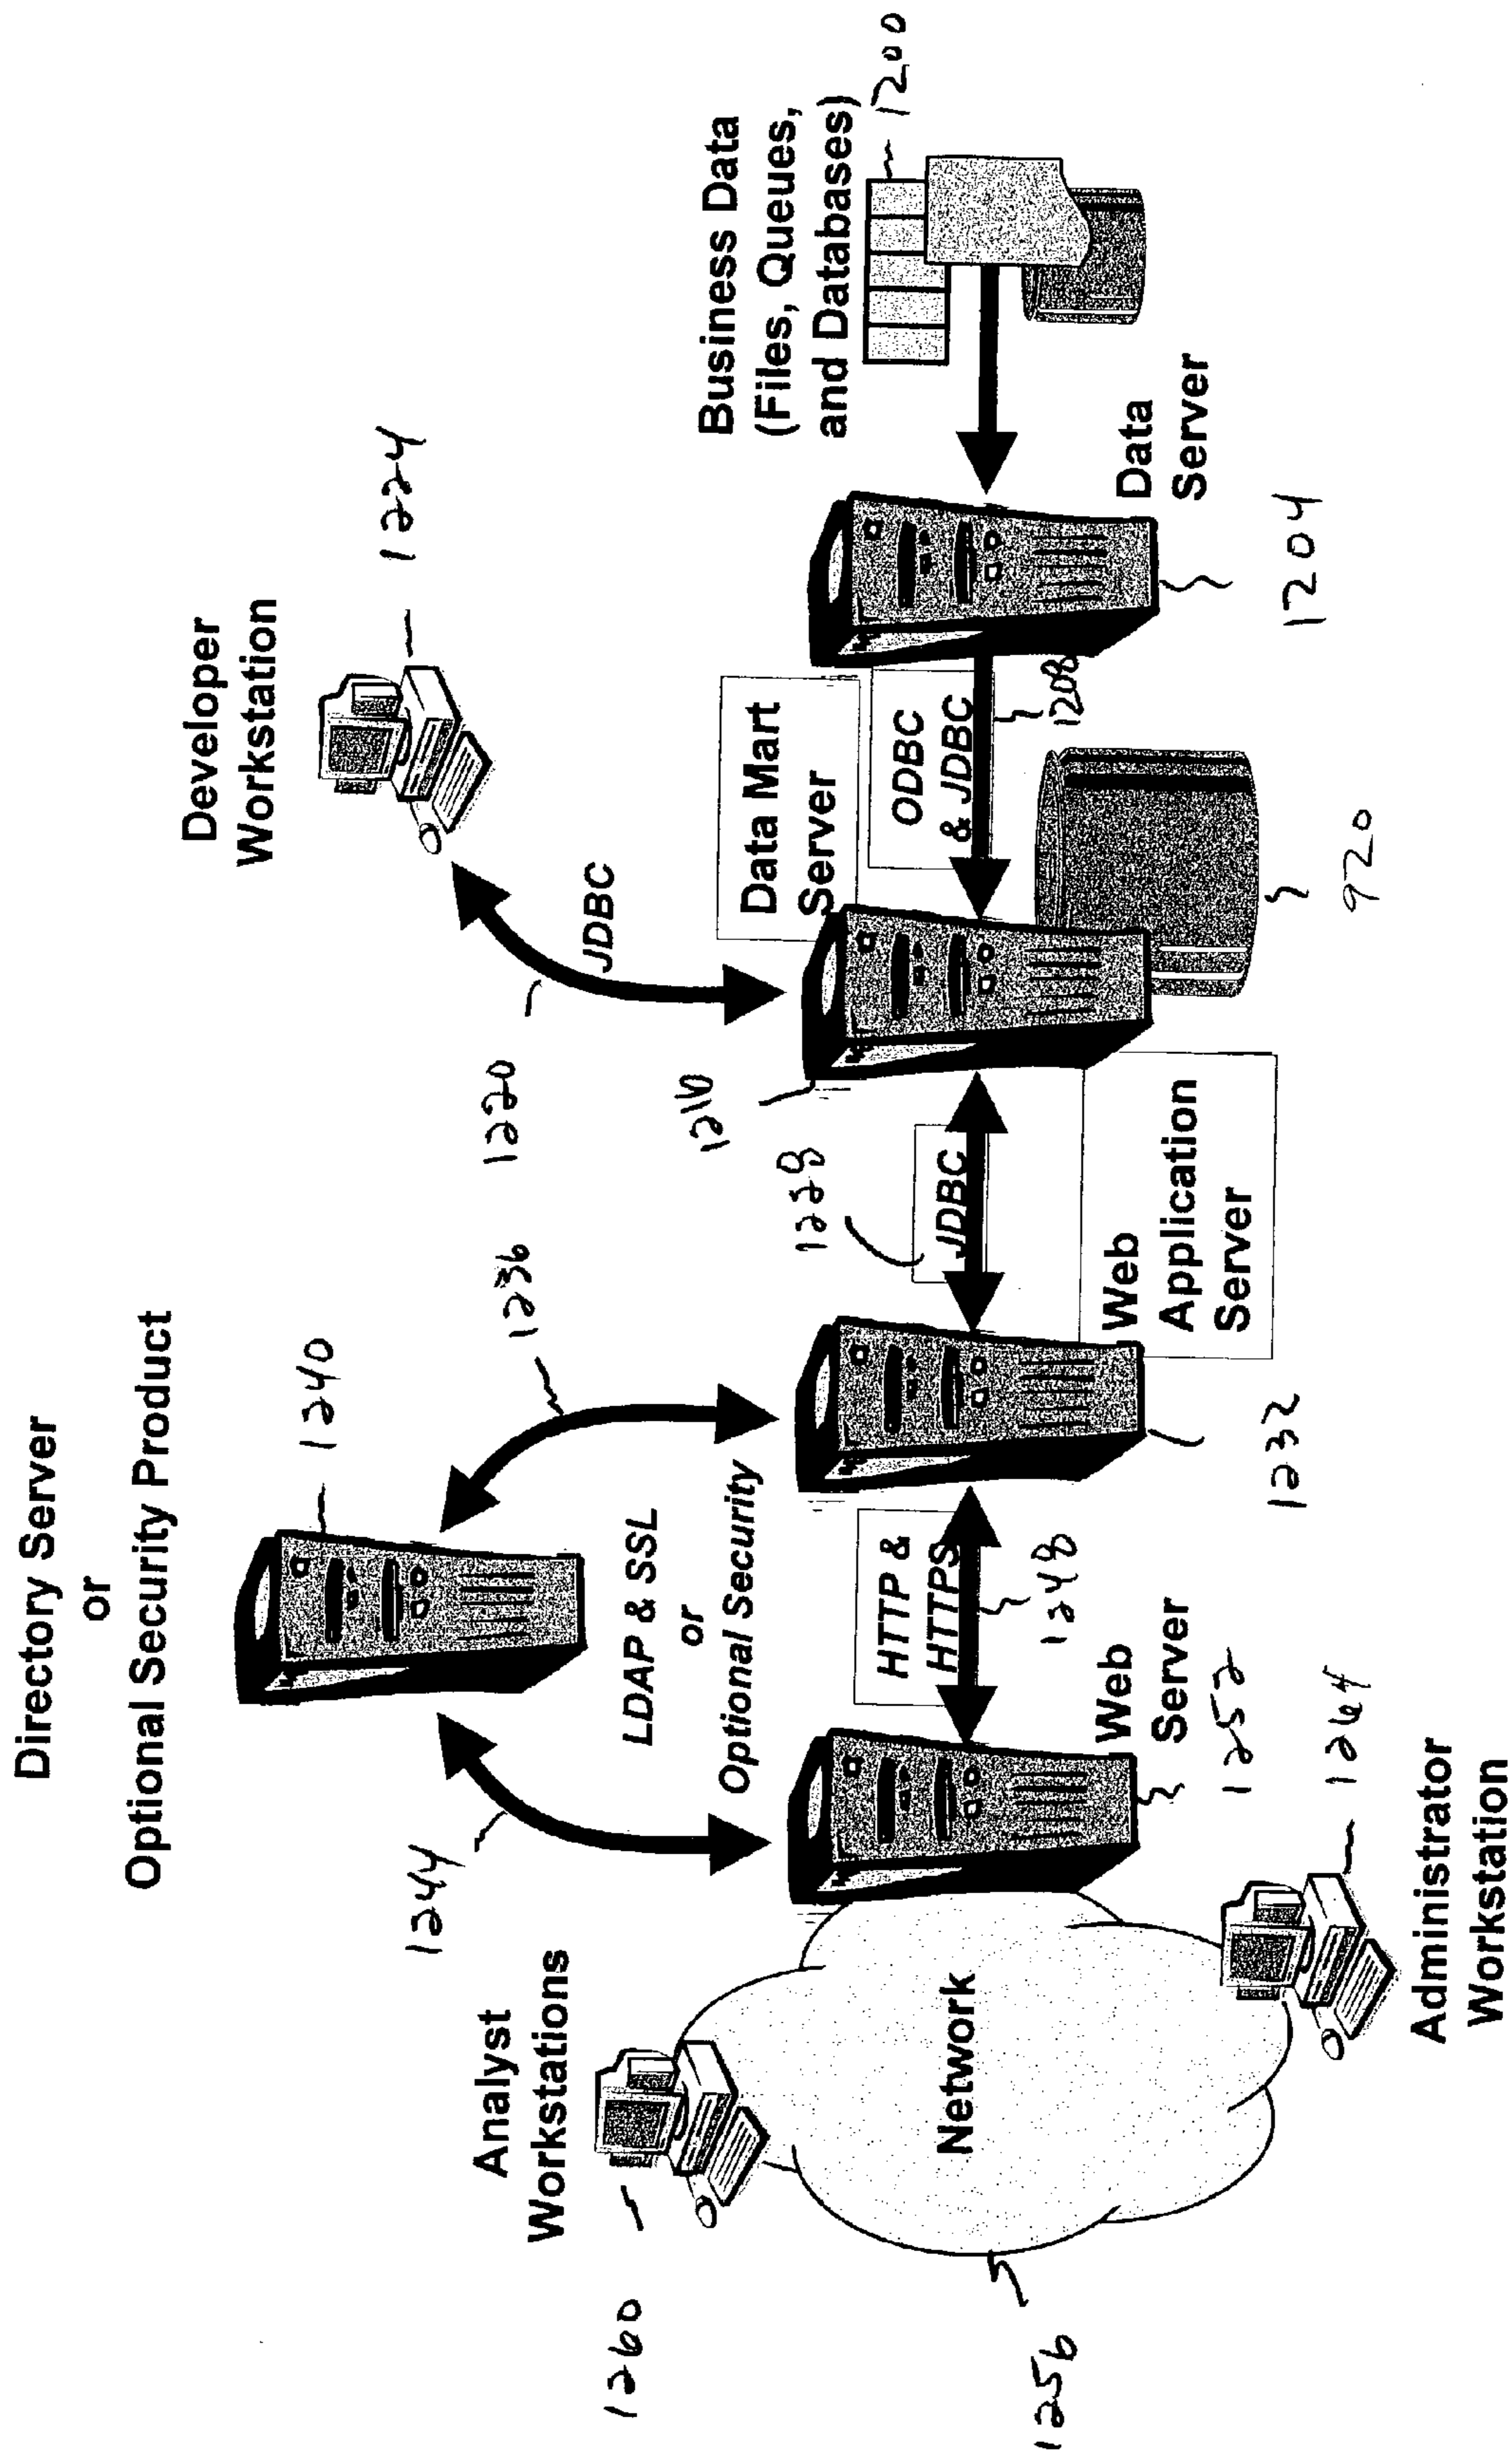 Directory Server
or
Optional Security Product
1240
1236
1244
LDAP & SSL
or
Optional Security
Developer
Workstation
1224
JDBC
1220
Business Data
(Files, Queues,
and Databases)
1200
Analyst
Workstations
1260
Network
1256
Administrator
Workstation
1264
Web
Server
1252
HTTP &
HTTPS
1248
Web
Application
Server
1232
JDBC
1228
Data Mart
Server
ODBC
& JDBC
1208
920
Data
Server
1204